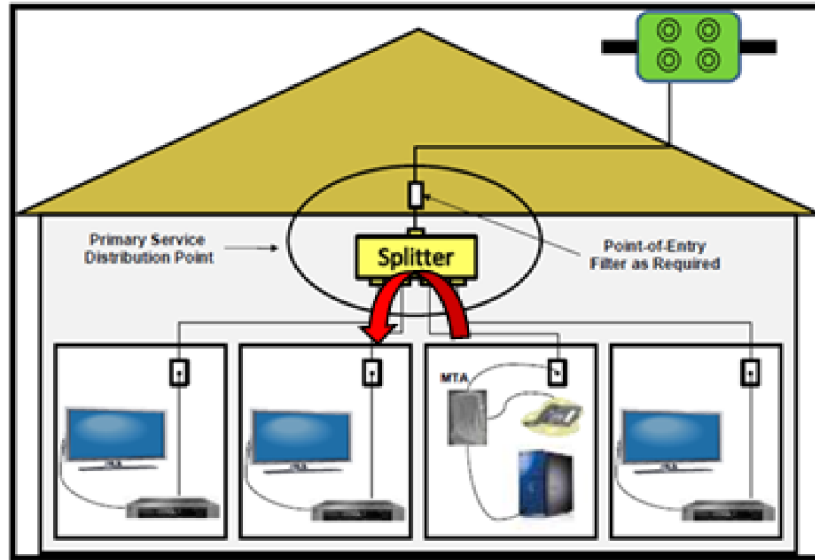 Primary Service
Distribution Point
Splitter
Point-of-Entry
Filter as Required
MTA